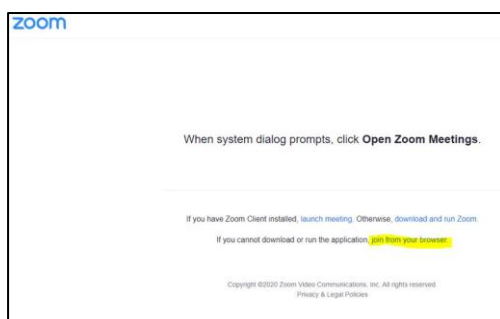 zoom
When system dialog prompts, click Open Zoom Meetings.
If you have Zoom Client installed, launch meeting. Otherwise, download and run Zoom.
If you cannot download or run the application, join from your browser.
Copyright ©2020 Zoom Video Communications, Inc. All rights reserved.
Privacy & Legal Policies